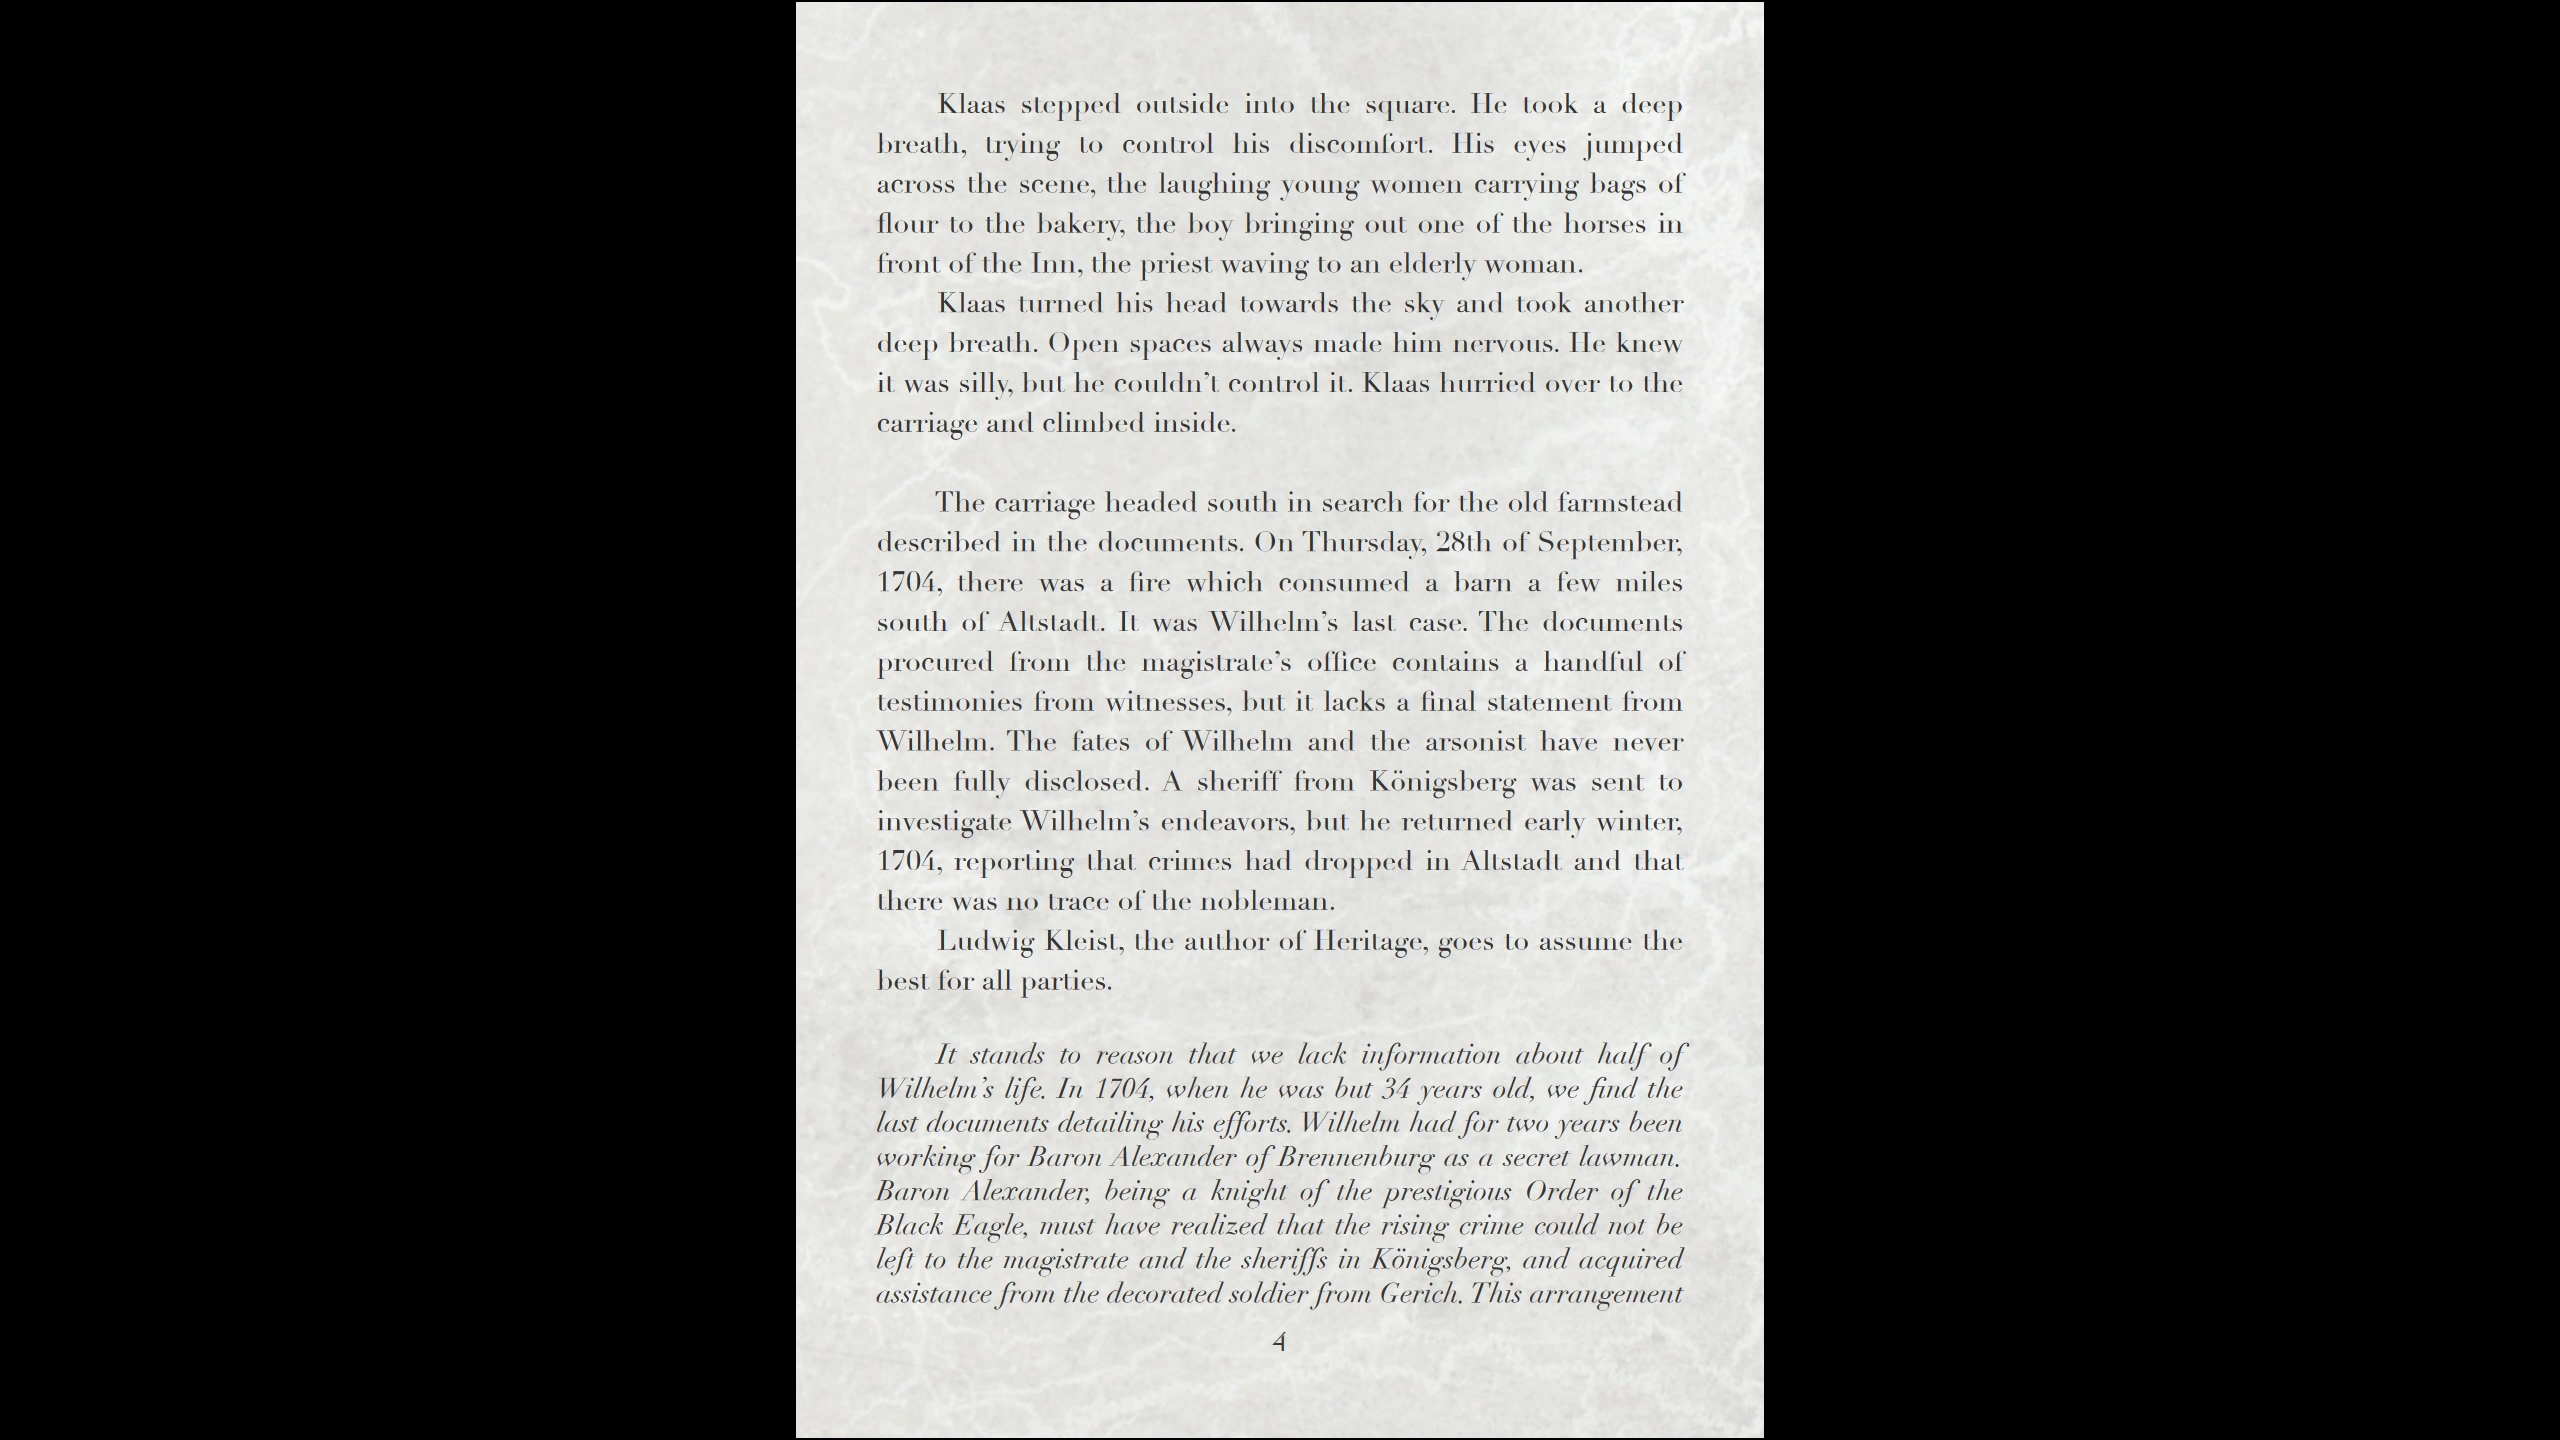 Klaas stepped outside into the square. He took a deep
breath, trying to control his discomfort. His eyes jumped
across the scene, the laughing young women carrying bags of
flour to the bakery, the boy bringing out one of the horses in
front of the Inn, the priest waving to an elderly woman.
Klaas turned his head towards the sky and took another
deep breath. Open spaces always made him nervous. He knew
it was silly, but he couldn’t control it. Klaas hurried over to the
carriage and climbed inside.
The carriage headed south in search for the old farmstead
described in the documents. On Thursday, 28th of September,
1704, there was a fire which consumed a barn a few miles
south of Altstadt. It was Wilhelm’s last case. The documents
procured from the magistrate’s office contains a handful of
testimonies from witnesses, but it lacks a final statement from
Wilhelm. The fates of Wilhelm and the arsonist have never
been fully disclosed. A sheriff from Königsberg was sent to
investigate Wilhelm’s endeavors, but he returned early winter,
1704, reporting that crimes had dropped in Altstadt and that
there was no trace of the nobleman.
Ludwig Kleist, the author of Heritage, goes to assume the
best for all parties.
It stands to reason that we lack information about half of
Wilhelm’s life. In 1704, when he was but 34 years old, we find the
last documents detailing his efforts. Wilhelm had for two years been
working for Baron Alexander of Brennenburg as a secret lawman.
Baron Alexander, being a knight of the prestigious Order of the
Black Eagle, must have realized that the rising crime could not be
left to the magistrate and the sheriffs in Königsberg, and acquired
assistance from the decorated soldier from Gerich. This arrangement
4